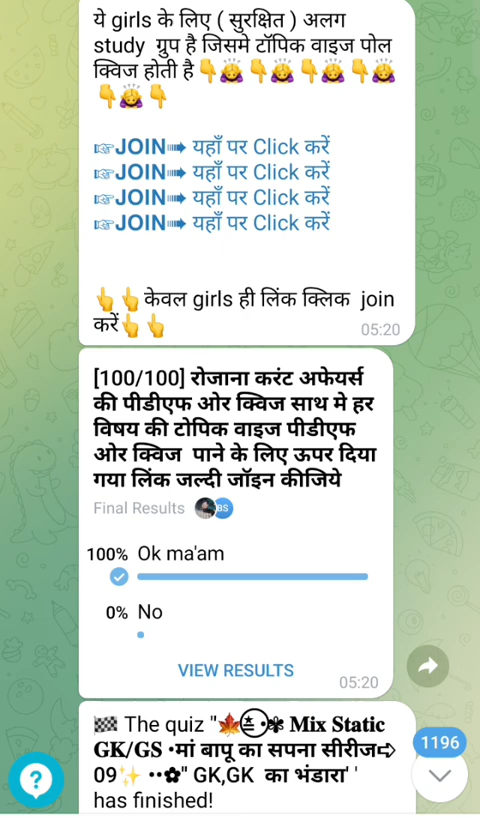 ये girls के लिए ( सुरक्षित ) अलग
study ग्रुप है जिसमे टॉपिक वाइज पोल
क्विज होती है👇🙇‍♀️👇🙇‍♀️👇🙇‍♀️👇🙇‍♀️
👇🙇‍♀️👇
☞JOIN➠ यहाँ पर Click करें
☞JOIN➠ यहाँ पर Click करें
☞JOIN➠ यहाँ पर Click करें
☞JOIN➠ यहाँ पर Click करें
👆👆केवल girls ही लिंक क्लिक join
करें👆👆
05:20
[100/100] रोजाना करंट अफेयर्स
की पीडीएफ ओर क्विज साथ मे हर
विषय की टोपिक वाइज पीडीएफ
ओर क्विज पाने के लिए ऊपर दिया
गया लिंक जल्दी जॉइन कीजिये
Final Results BS
100% Ok ma'am
0% No
VIEW RESULTS
05:20
🏁 The quiz "🍁 •✾ 𝐌𝐢𝐱 𝐒𝐭𝐚𝐭𝐢𝐜
𝐆𝐊/𝐆𝐒 •मां बापू का सपना सीरीज➪
09✨ ••✿" GK,GK का भंडारा' '
has finished!
1196
?